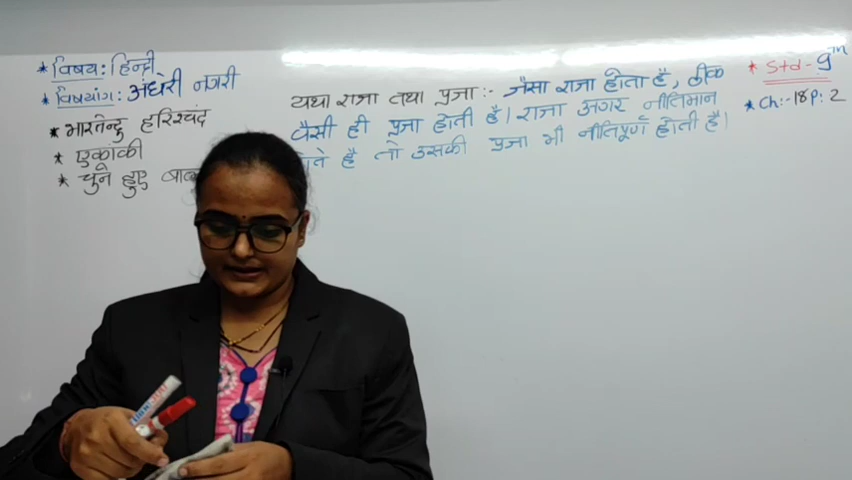 * विषय: हिन्दी
* विषयांग: अंधेरी नगरी
* भारतेन्दु हरिश्चंद
* एकांकी
* चुने हुए
यथा राजा तथा प्रजा :- जैसा राजा होता है, ठीक
वैसी ही प्रजा होती है। राजा अगर नीतिमान
है तो उसकी प्रजा भी नीतिपूर्ण होती है।
* Std - 9th
* Ch:-18 P: 2